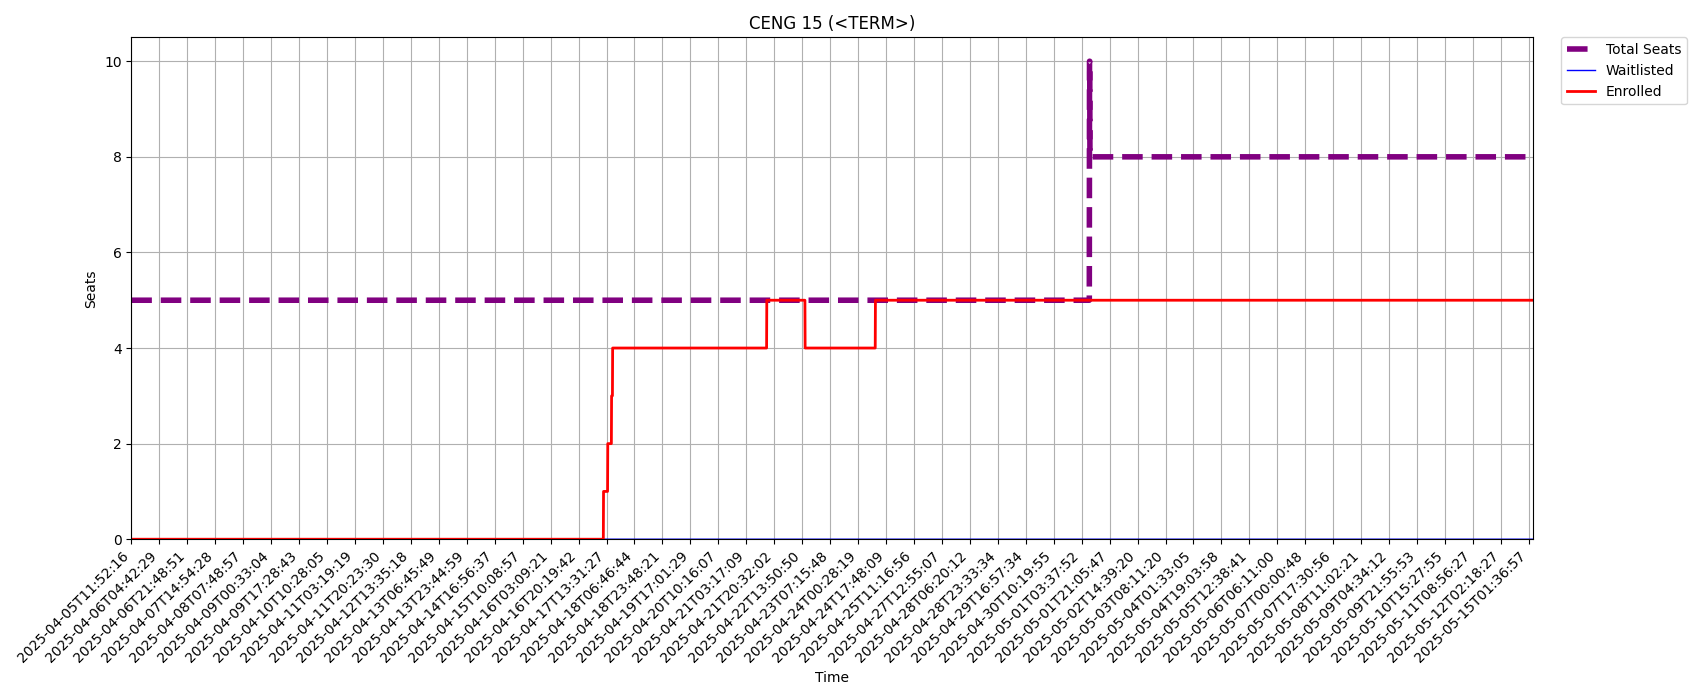 CENG 15 (<TERM>)
Total Seats
Waitlisted
Enrolled
Seats
10
8
6
4
2
0
2025-04-05T11:52:16
2025-04-06T04:42:29
2025-04-06T21:48:51
2025-04-07T14:54:28
2025-04-08T07:48:57
2025-04-09T00:33:04
2025-04-09T17:28:43
2025-04-10T10:28:05
2025-04-11T03:19:19
2025-04-11T20:23:30
2025-04-12T13:35:18
2025-04-13T06:45:49
2025-04-13T23:44:59
2025-04-14T16:56:37
2025-04-15T10:08:57
2025-04-16T03:09:21
2025-04-16T20:19:42
2025-04-17T13:31:27
2025-04-18T06:46:44
2025-04-18T23:48:21
2025-04-19T17:01:29
2025-04-20T10:16:07
2025-04-21T03:17:09
2025-04-21T20:32:02
2025-04-22T13:50:50
2025-04-23T07:15:48
2025-04-24T00:28:19
2025-04-24T17:48:09
2025-04-25T11:16:56
2025-04-27T12:55:07
2025-04-28T06:20:12
2025-04-28T23:33:34
2025-04-29T16:57:34
2025-04-30T10:19:55
2025-05-01T03:37:52
2025-05-01T21:05:47
2025-05-02T14:39:20
2025-05-03T08:11:20
2025-05-04T01:33:05
2025-05-04T19:03:58
2025-05-05T12:38:41
2025-05-06T06:11:00
2025-05-07T00:00:48
2025-05-07T17:30:56
2025-05-08T11:02:21
2025-05-09T04:34:12
2025-05-09T21:55:53
2025-05-10T15:27:55
2025-05-11T08:56:27
2025-05-12T02:18:27
2025-05-15T01:36:57
Time